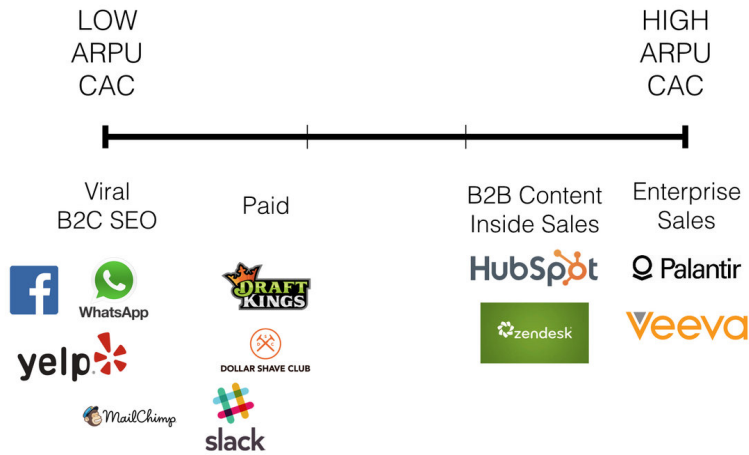 LOW
ARPU
CAC
HIGH
ARPU
CAC
Viral
B2C SEO
Paid
B2B Content
Inside Sales
Enterprise
Sales
f
WhatsApp
yelp
MailChimp
DRAFT
KINGS
DSC
DOLLAR SHAVE CLUB
slack
HubSpot
zendesk
Palantir
Veeva